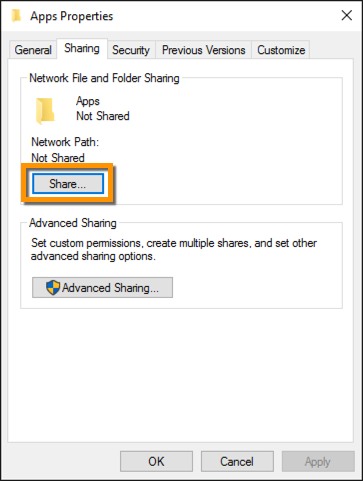 Apps Properties
General Sharing Security Previous Versions Customize
Network File and Folder Sharing
Apps
Not Shared
Network Path:
Not Shared
Share...
Advanced Sharing
Set custom permissions, create multiple shares, and set other
advanced sharing options.
Advanced Sharing...
OK Cancel Apply